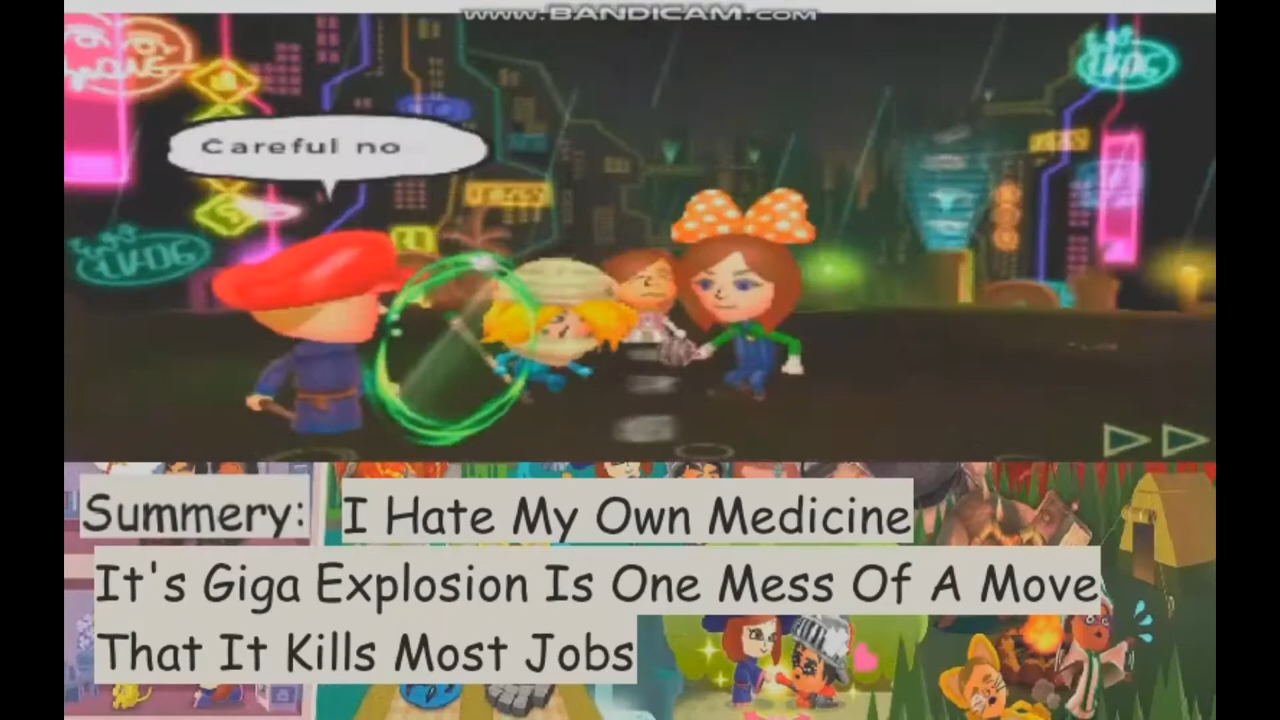 www.BANDICAM.com
Careful no
Summery: I Hate My Own Medicine
It's Giga Explosion Is One Mess Of A Move
That It Kills Most Jobs